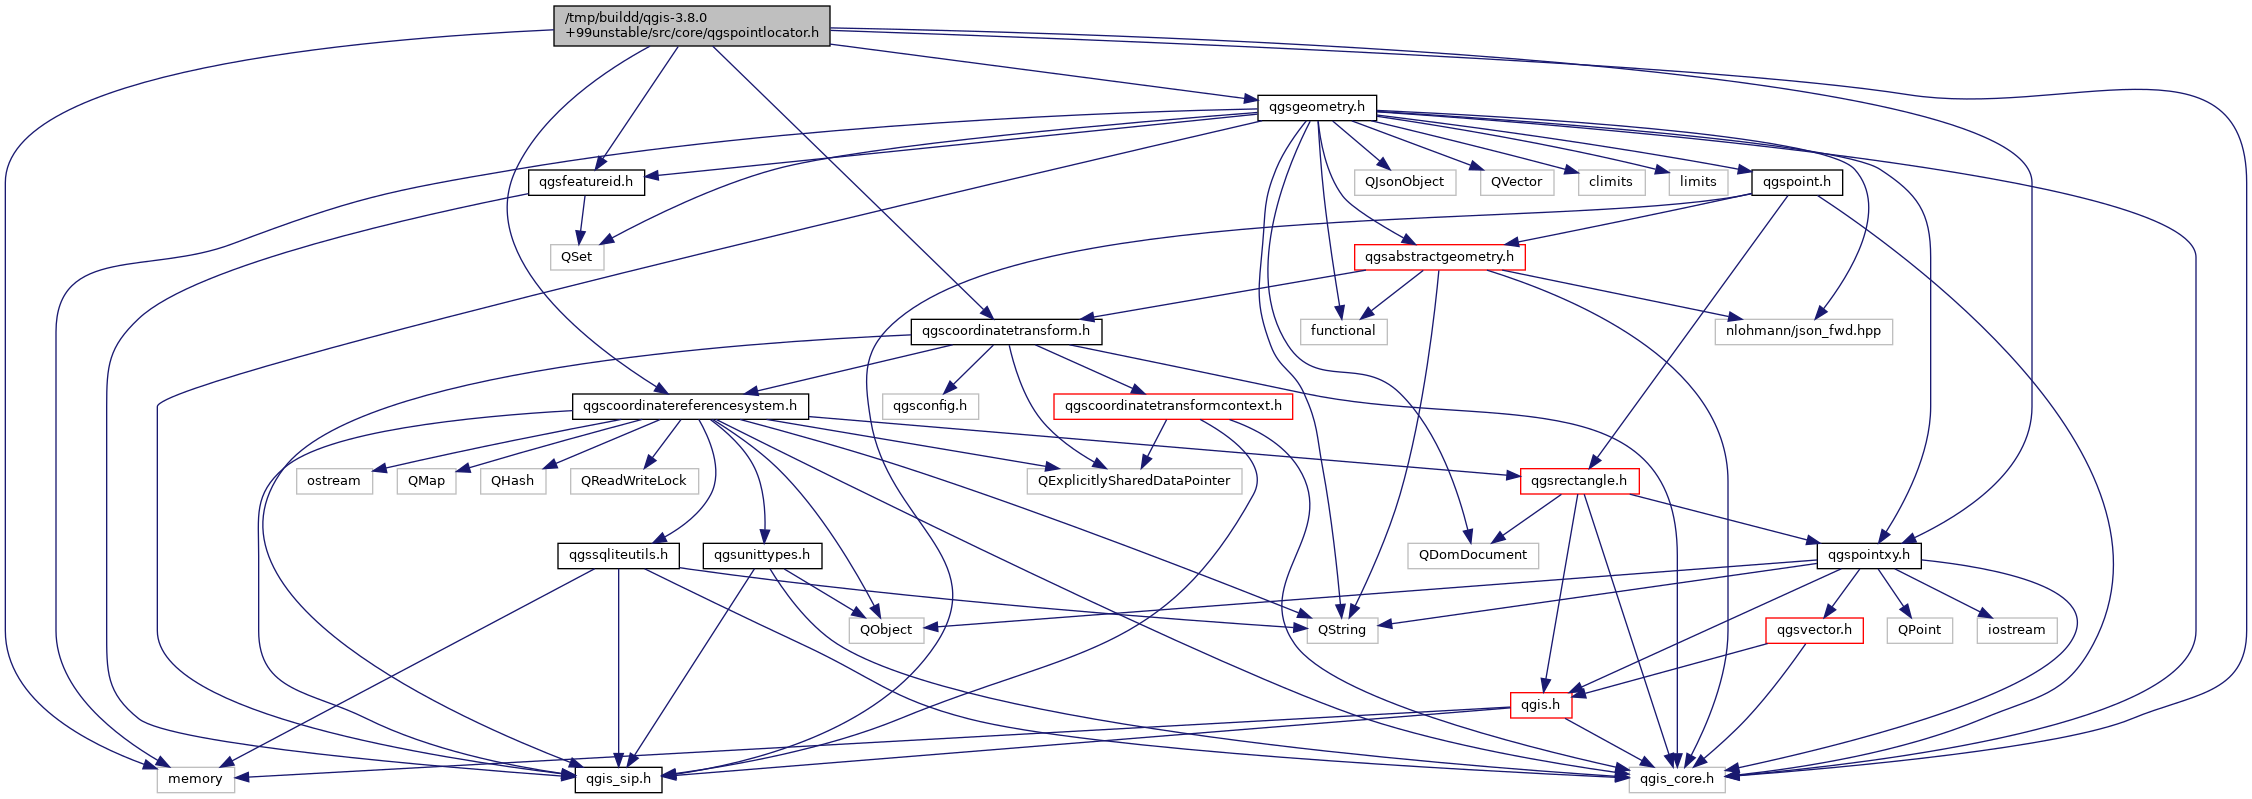 /tmp/buildd/qgis-3.8.0
+99unstable/src/core/qgspointlocator.h
qgsgeometry.h
qgsfeatureid.h
QJsonObject
QVector
climits
limits
qgspoint.h
QSet
qgsabstractgeometry.h
qgscoordinatetransform.h
functional
nlohmann/json_fwd.hpp
qgscoordinatereferencesystem.h
qgsconfig.h
qgscoordinatetransformcontext.h
ostream
QMap
QHash
QReadWriteLock
QExplicitlySharedDataPointer
qgsrectangle.h
qgssqliteutils.h
qgsunittypes.h
QDomDocument
qgspointxy.h
QObject
QString
qgsvector.h
QPoint
iostream
qgis.h
memory
qgis_sip.h
qgis_core.h